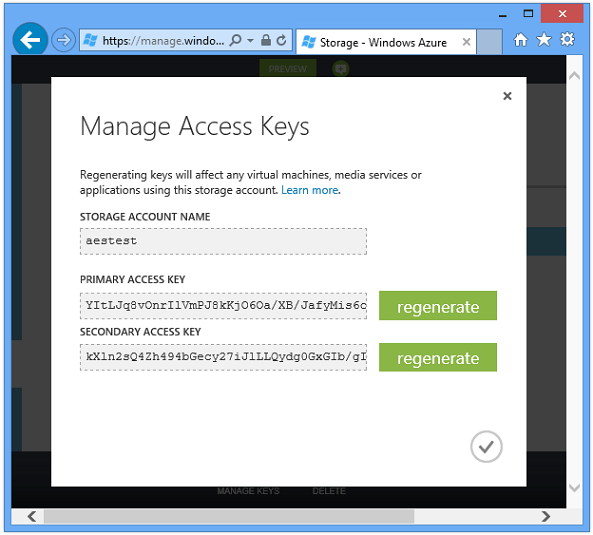 https://manage.windo...
Storage - Windows Azure
PREVIEW
Manage Access Keys
Regenerating keys will affect any virtual machines, media services or
applications using this storage account. Learn more.
STORAGE ACCOUNT NAME
aestest
PRIMARY ACCESS KEY
YItLJq8vOnrIlVmPJ8kKjO6Oa/XB/JafyMis6c
regenerate
SECONDARY ACCESS KEY
kXln2sQ4Zh494bGecy27iJlLLQydg0GxGIb/gI
regenerate
MANAGE KEYS
DELETE